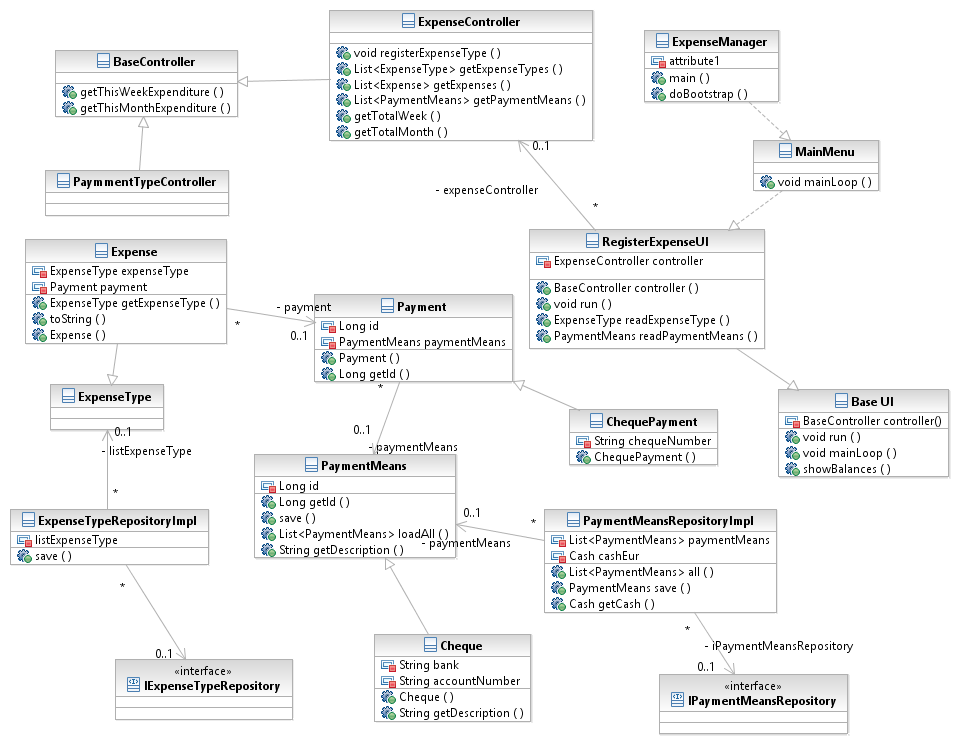 ExpenseController
void registerExpenseType ( )
List<ExpenseType> getExpenseTypes ( )
List<Expense> getExpenses ( )
List<PaymentMeans> getPaymentMeans ( )
getTotalWeek ( )
getTotalMonth ( )
BaseController
getThisWeekExpenditure ( )
getThisMonthExpenditure ( )
ExpenseManager
attribute1
main ( )
doBootstrap ( )
MainMenu
void mainLoop ( )
PaymmentTypeController
0..1
- expenseController
*
RegisterExpenseUI
ExpenseController controller
BaseController controller ( )
void run ( )
ExpenseType readExpenseType ( )
PaymentMeans readPaymentMeans ( )
Expense
ExpenseType expenseType
Payment payment
ExpenseType getExpenseType ( )
toString ( )
Expense ( )
- payment
*
0..1
Payment
Long id
PaymentMeans paymentMeans
Payment ( )
Long getId ( )
*
0..1
- paymentMeans
ExpenseType
0..1
- listExpenseType
*
ChequePayment
String chequeNumber
ChequePayment ( )
Base UI
BaseController controller()
void run ( )
void mainLoop ( )
showBalances ( )
PaymentMeans
Long id
Long getId ( )
save ( )
List<PaymentMeans> loadAll ( )
String getDescription ( )
0..1
*
- paymentMeans
ExpenseTypeRepositoryImpl
listExpenseType
save ( )
*
0..1
PaymentMeansRepositoryImpl
List<PaymentMeans> paymentMeans
Cash cashEur
List<PaymentMeans> all ( )
PaymentMeans save ( )
Cash getCash ( )
*
- iPaymentMeansRepository
0..1
Cheque
String bank
String accountNumber
Cheque ( )
String getDescription ( )
«interface»
IExpenseTypeRepository
«interface»
IPaymentMeansRepository